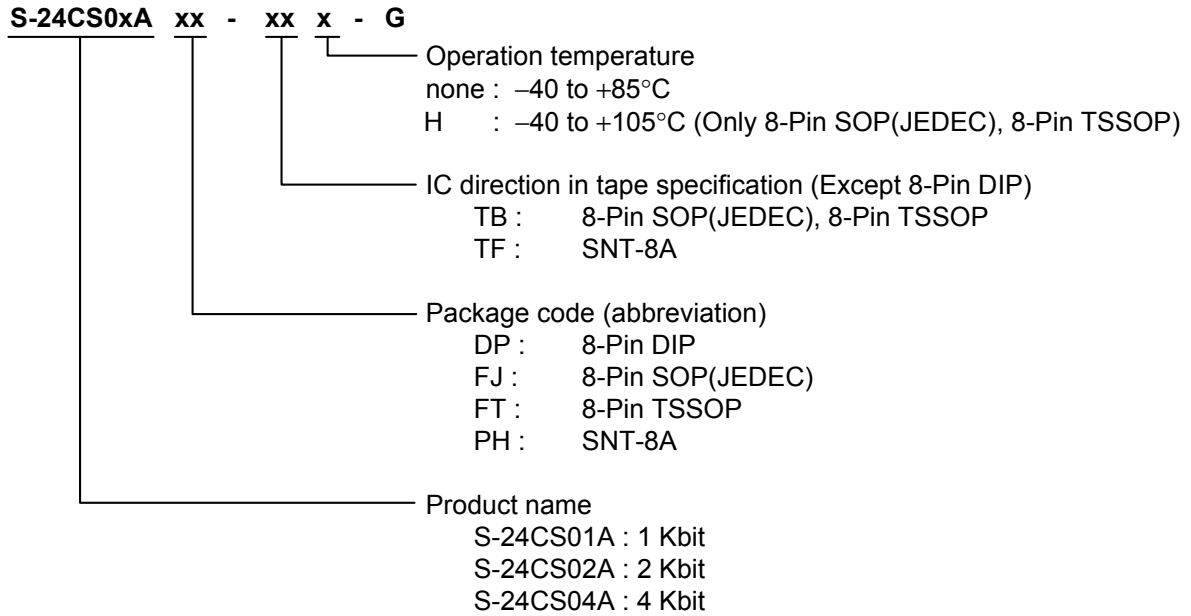 S-24CS0xA xx - xx x - G
Operation temperature
none : −40 to +85°C
H : −40 to +105°C (Only 8-Pin SOP(JEDEC), 8-Pin TSSOP)
IC direction in tape specification (Except 8-Pin DIP)
TB : 8-Pin SOP(JEDEC), 8-Pin TSSOP
TF : SNT-8A
Package code (abbreviation)
DP : 8-Pin DIP
FJ : 8-Pin SOP(JEDEC)
FT : 8-Pin TSSOP
PH : SNT-8A
Product name
S-24CS01A : 1 Kbit
S-24CS02A : 2 Kbit
S-24CS04A : 4 Kbit